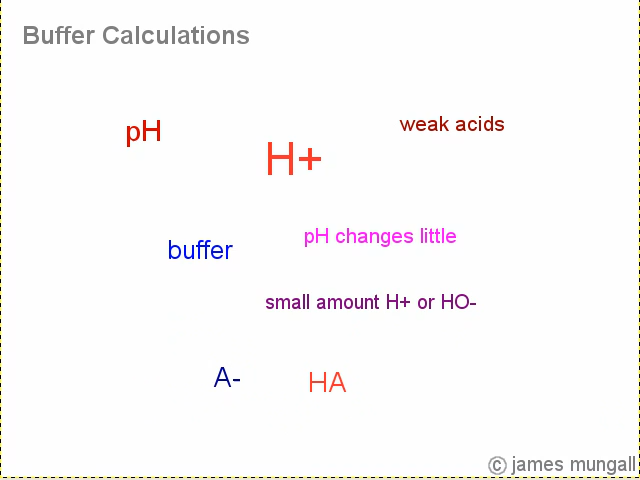 Buffer Calculations
weak acids
pH
H+
pH changes little
buffer
small amount H+ or HO-
A-
HA
© james mungall